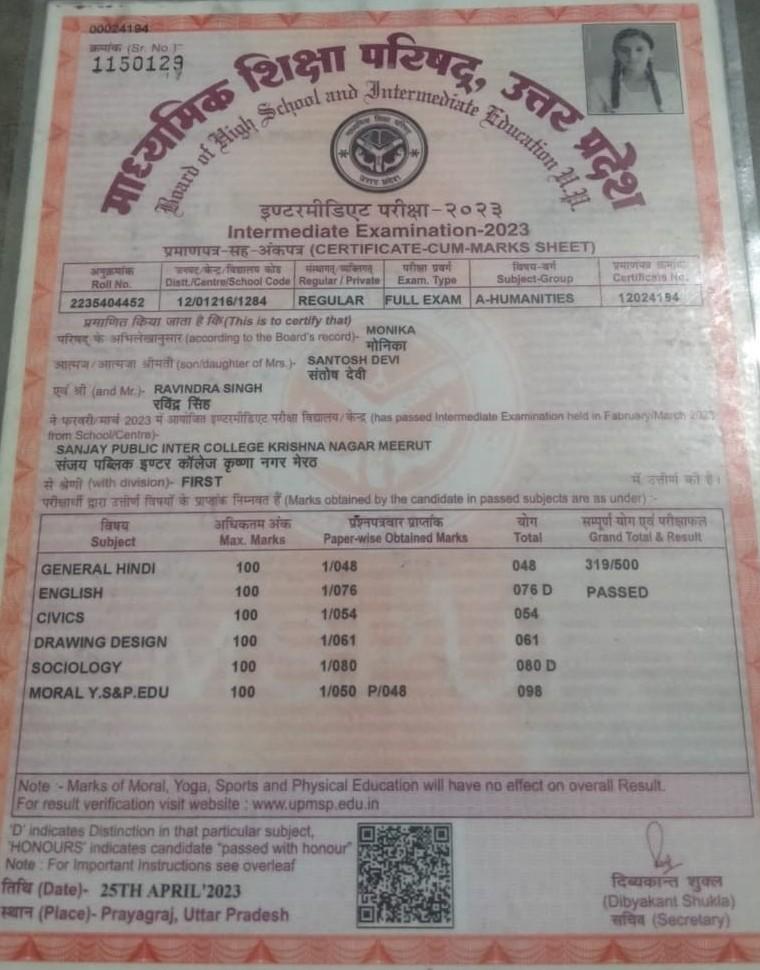 00024194
क्रमांक (Sr. No.)-
1150129
माध्यमिक शिक्षा परिषद्, उत्तर प्रदेश
Board of High School and Intermediate Education U.P.
इण्टरमीडिएट परीक्षा-२०२३
Intermediate Examination-2023
प्रमाणपत्र-सह-अंकपत्र (CERTIFICATE-CUM-MARKS SHEET)
अनुक्रमांक जनपद/केन्द्र/विद्यालय कोड संस्थागत/व्यक्तिगत परीक्षा प्रवर्ग विषय-वर्ग प्रमाणपत्र क्रमांक
Roll No. Distt./Centre/School Code Regular / Private Exam. Type Subject-Group Certificate No.
2235404452 12/01216/1284 REGULAR FULL EXAM A-HUMANITIES 12024194
प्रमाणित किया जाता है कि(This is to certify that)
परिषद् के अभिलेखानुसार (according to the Board's record)- MONIKA
मोनिका
आत्मज/आत्मजा श्रीमती (son/daughter of Mrs.)- SANTOSH DEVI
संतोष देवी
एवं श्री (and Mr.)- RAVINDRA SINGH
रविंद्र सिंह
ने फरवरी/मार्च 2023 में आयोजित इण्टरमीडिएट परीक्षा विद्यालय/केन्द्र (has passed Intermediate Examination held in Fabruary/March 2023
from School/Centre)-
SANJAY PUBLIC INTER COLLEGE KRISHNA NAGAR MEERUT
संजय पब्लिक इण्टर कॉलेज कृष्णा नगर मेरठ
से श्रेणी (with division)- FIRST में उत्तीर्ण की है।
परीक्षार्थी द्वारा उत्तीर्ण विषयों के प्राप्तांक निम्नवत हैं (Marks obtained by the candidate in passed subjects are as under) :-
विषय अधिकतम अंक प्रश्नपत्रवार प्राप्तांक योग सम्पूर्ण योग एवं परीक्षाफल
Subject Max. Marks Paper-wise Obtained Marks Total Grand Total & Result
GENERAL HINDI 100 1/048 048 319/500
ENGLISH 100 1/076 076 D PASSED
CIVICS 100 1/054 054
DRAWING DESIGN 100 1/061 061
SOCIOLOGY 100 1/080 080 D
MORAL Y.S&P.EDU 100 1/050 P/048 098
Note :- Marks of Moral, Yoga, Sports and Physical Education will have no effect on overall Result.
For result verification visit website : www.upmsp.edu.in
'D' indicates Distinction in that particular subject,
'HONOURS' indicates candidate "passed with honour"
Note : For Important Instructions see overleaf
तिथि (Date)- 25TH APRIL'2023
स्थान (Place)- Prayagraj, Uttar Pradesh
दिब्यकान्त शुक्ल
(Dibyakant Shukla)
सचिव (Secretary)